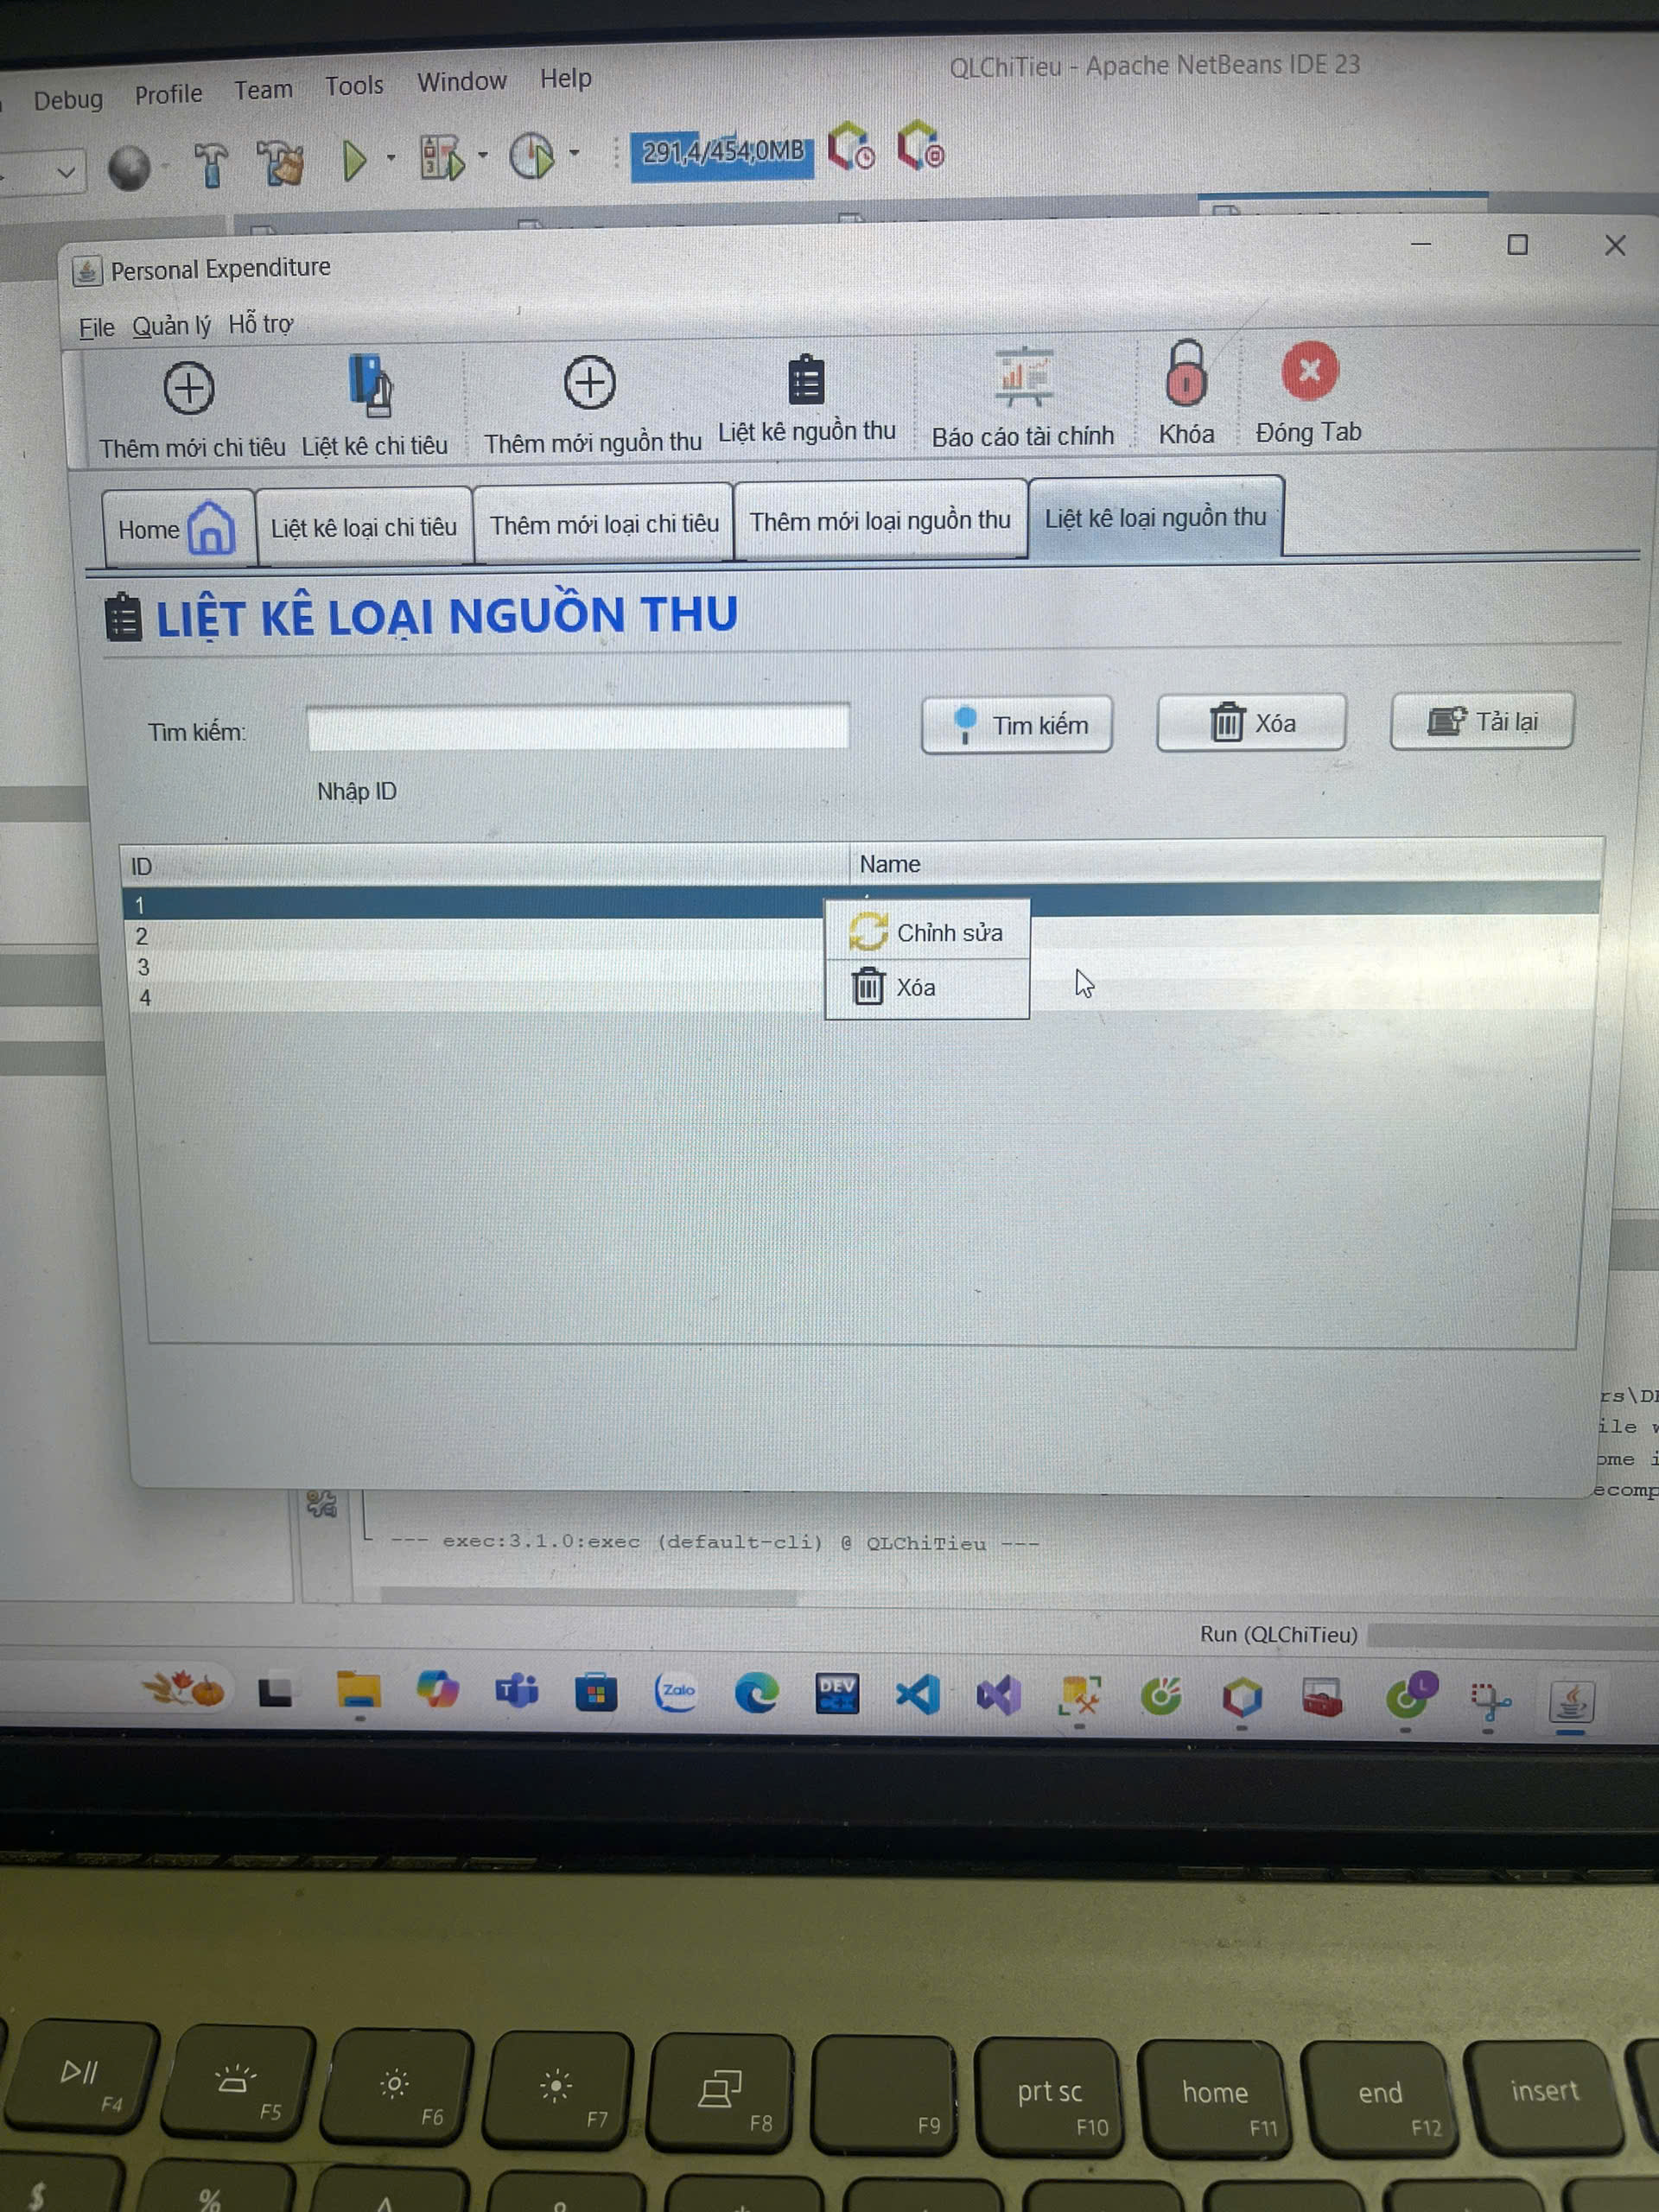 Debug Profile Team Tools Window Help
QLChiTieu - Apache NetBeans IDE 23
291,4/454,0MB
Personal Expenditure
File Quản lý Hỗ trợ
Thêm mới chi tiêu Liệt kê chi tiêu Thêm mới nguồn thu Liệt kê nguồn thu Báo cáo tài chính Khóa Đóng Tab
Home Liệt kê loại chi tiêu Thêm mới loại chi tiêu Thêm mới loại nguồn thu Liệt kê loại nguồn thu
LIỆT KÊ LOẠI NGUỒN THU
Tìm kiếm: Tìm kiếm Xóa Tải lại
Nhập ID
ID Name
1
Chỉnh sửa
2
3
Xóa
4
--- exec:3.1.0:exec (default-cli) @ QLChiTieu ---
Run (QLChiTieu)
Zalo
DEV
C++
L
F4 F5 F6 F7 F8 F9 prt sc F10 home F11 end F12 insert
$ %